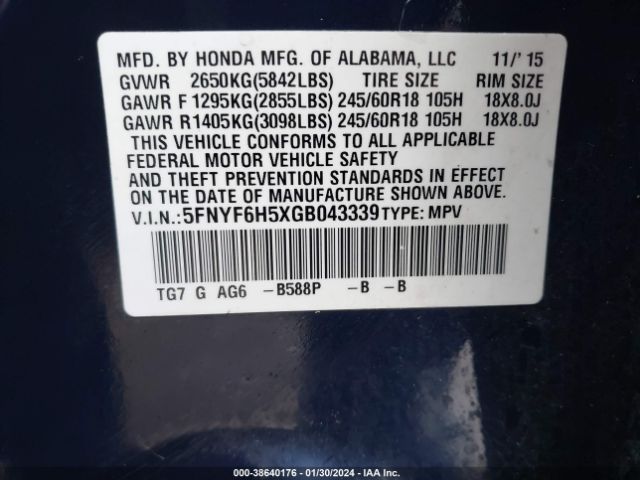 MFD. BY HONDA MFG. OF ALABAMA, LLC 11/' 15
GVWR 2650KG(5842LBS) TIRE SIZE RIM SIZE
GAWR F1295KG(2855LBS)245/60R18 105H 18X8.0J
GAWR R1405KG(3098LBS)245/60R18 105H 18X8.0J
THIS VEHICLE CONFORMS TO ALL APPLICABLE
FEDERAL MOTOR VEHICLE SAFETY
AND THEFT PREVENTION STANDARDS IN EFFECT
ON THE DATE OF MANUFACTURE SHOWN ABOVE.
V.I.N.:5FNYF6H5XGB043339TYPE: MPV
TG7 G AG6 -B588P -B -B
000-38640176 - 01/30/2024 - IAA Inc.